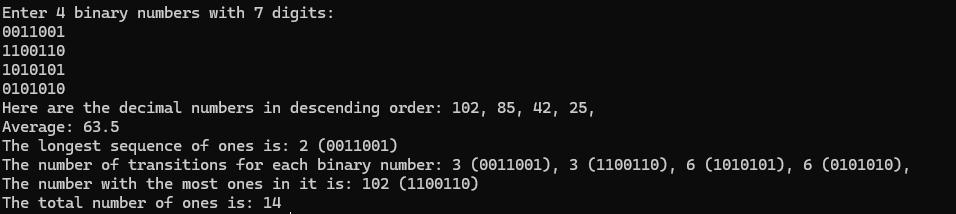 Enter 4 binary numbers with 7 digits:
0011001
1100110
1010101
0101010
Here are the decimal numbers in descending order: 102, 85, 42, 25,
Average: 63.5
The longest sequence of ones is: 2 (0011001)
The number of transitions for each binary number: 3 (0011001), 3 (1100110), 6 (1010101), 6 (0101010),
The number with the most ones in it is: 102 (1100110)
The total number of ones is: 14